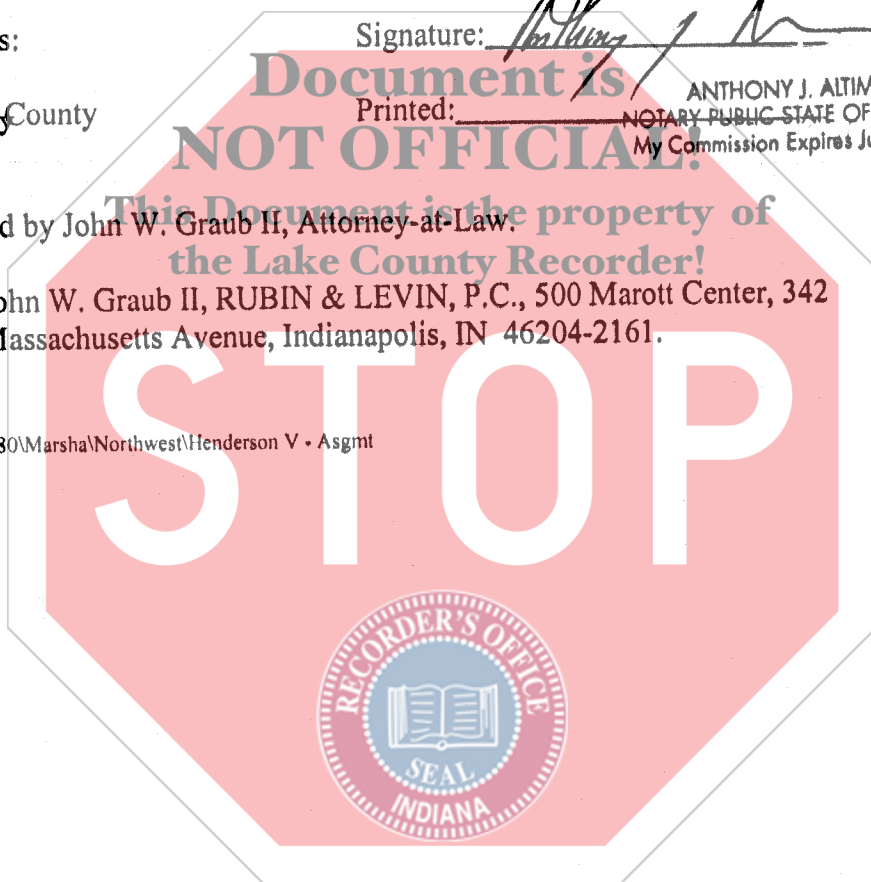 s:
Signature:
Document is
ANTHONY J. ALTIM
County
Printed:
NOTARY PUBLIC STATE OF
NOT OFFICIAL!
My Commission Expires Ju
This Document is the property of
d by John W. Graub II, Attorney-at-Law.
the Lake County Recorder!
ohn W. Graub II, RUBIN & LEVIN, P.C., 500 Marott Center, 342
Massachusetts Avenue, Indianapolis, IN 46204-2161.
STOP
80\Marsha\Northwest\Henderson V - Asgmt
RECORDER'S OFFICE
SEAL
INDIANA